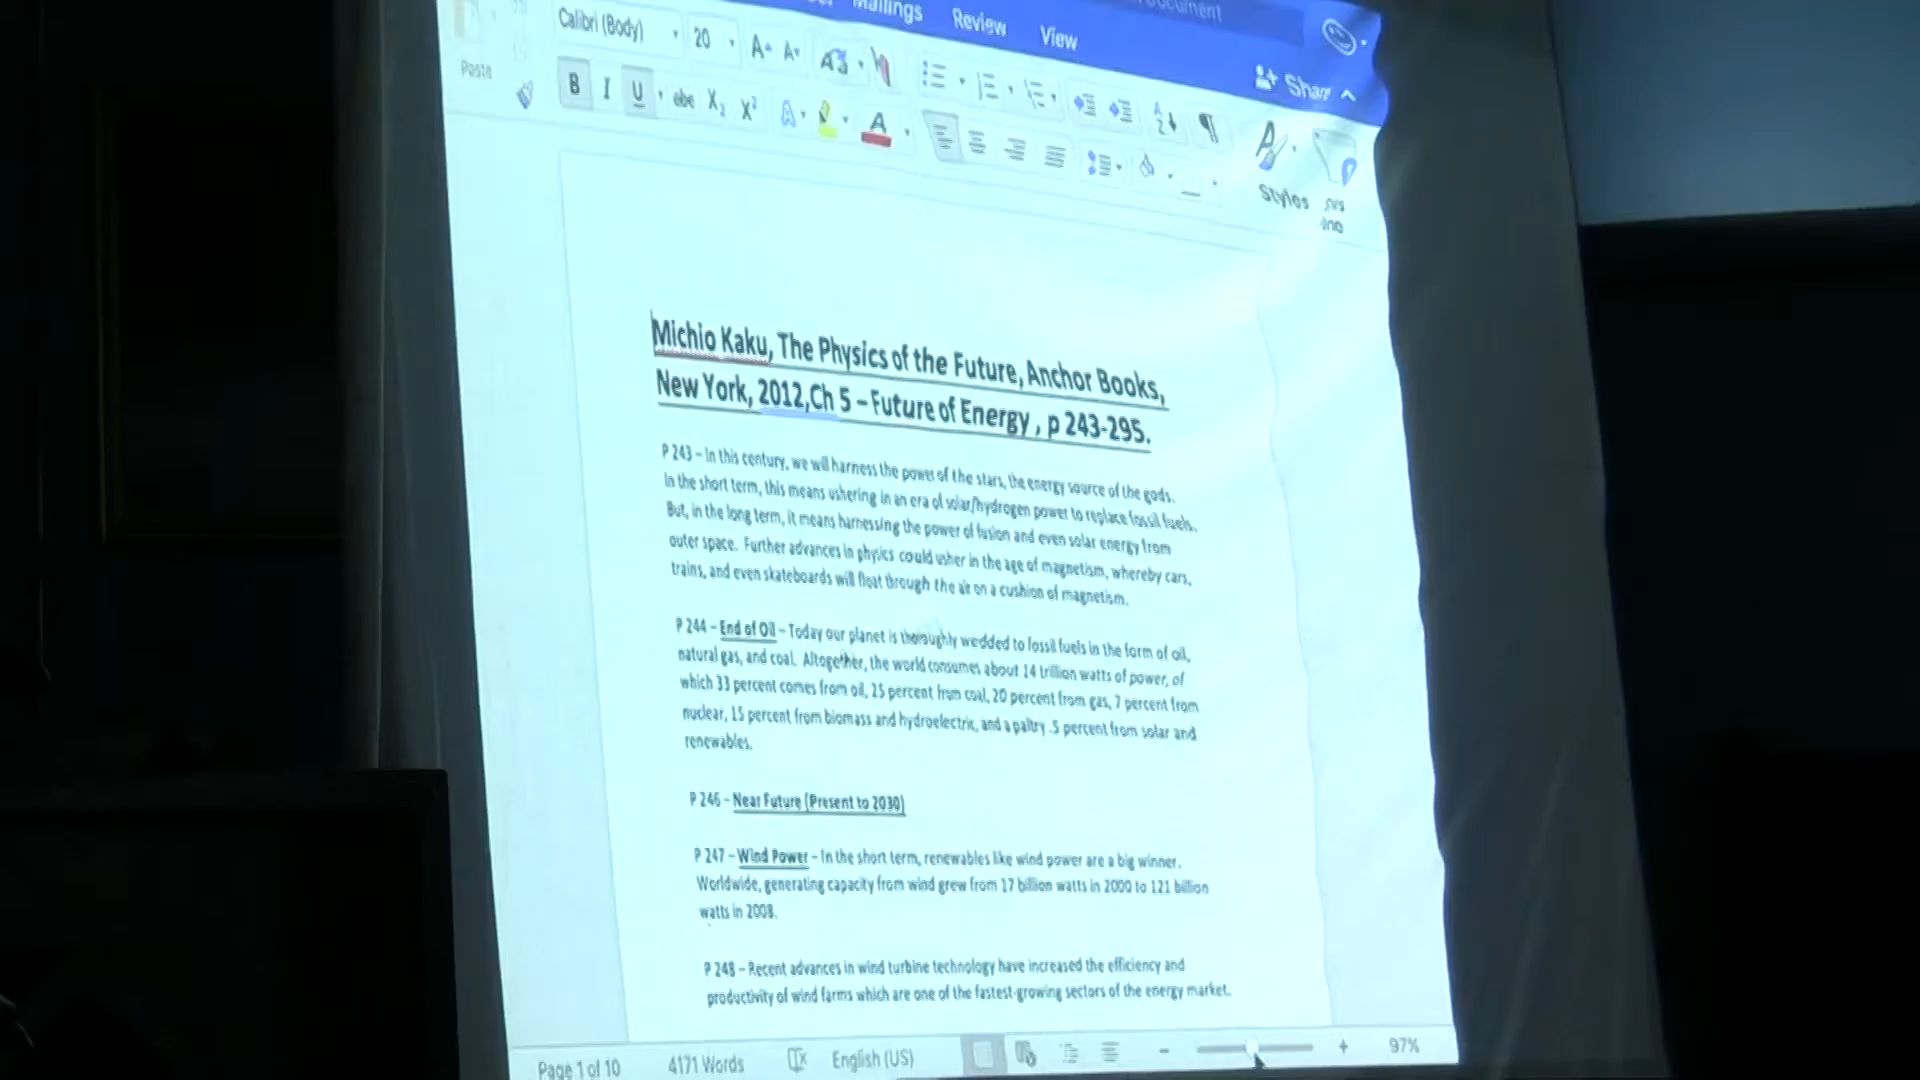 Mailings Review View
Share
Calibri (Body) 20
Paste
B I U abc X2 X2
Styles
Michio Kaku, The Physics of the Future, Anchor Books,
New York, 2012,Ch 5 – Future of Energy , p 243-295.
P 243 – In this century, we will harness the power of the stars, the energy source of the gods.
In the short term, this means ushering in an era of solar/hydrogen power to replace fossil fuels.
But, in the long term, it means harnessing the power of fusion and even solar energy from
outer space. Further advances in physics could usher in the age of magnetism, whereby cars,
trains, and even skateboards will float through the air on a cushion of magnetism.
P 244 – End of Oil – Today our planet is thoroughly wedded to fossil fuels in the form of oil,
natural gas, and coal. Altogether, the world consumes about 14 trillion watts of power, of
which 33 percent comes from oil, 25 percent from coal, 20 percent from gas, 7 percent from
nuclear, 15 percent from biomass and hydroelectric, and a paltry .5 percent from solar and
renewables.
P 246 – Near Future (Present to 2030)
P 247 – Wind Power – In the short term, renewables like wind power are a big winner.
Worldwide, generating capacity from wind grew from 17 billion watts in 2000 to 121 billion
watts in 2008.
P 248 – Recent advances in wind turbine technology have increased the efficiency and
productivity of wind farms which are one of the fastest-growing sectors of the energy market.
Page 1 of 10 4171 Words English (US) 97%